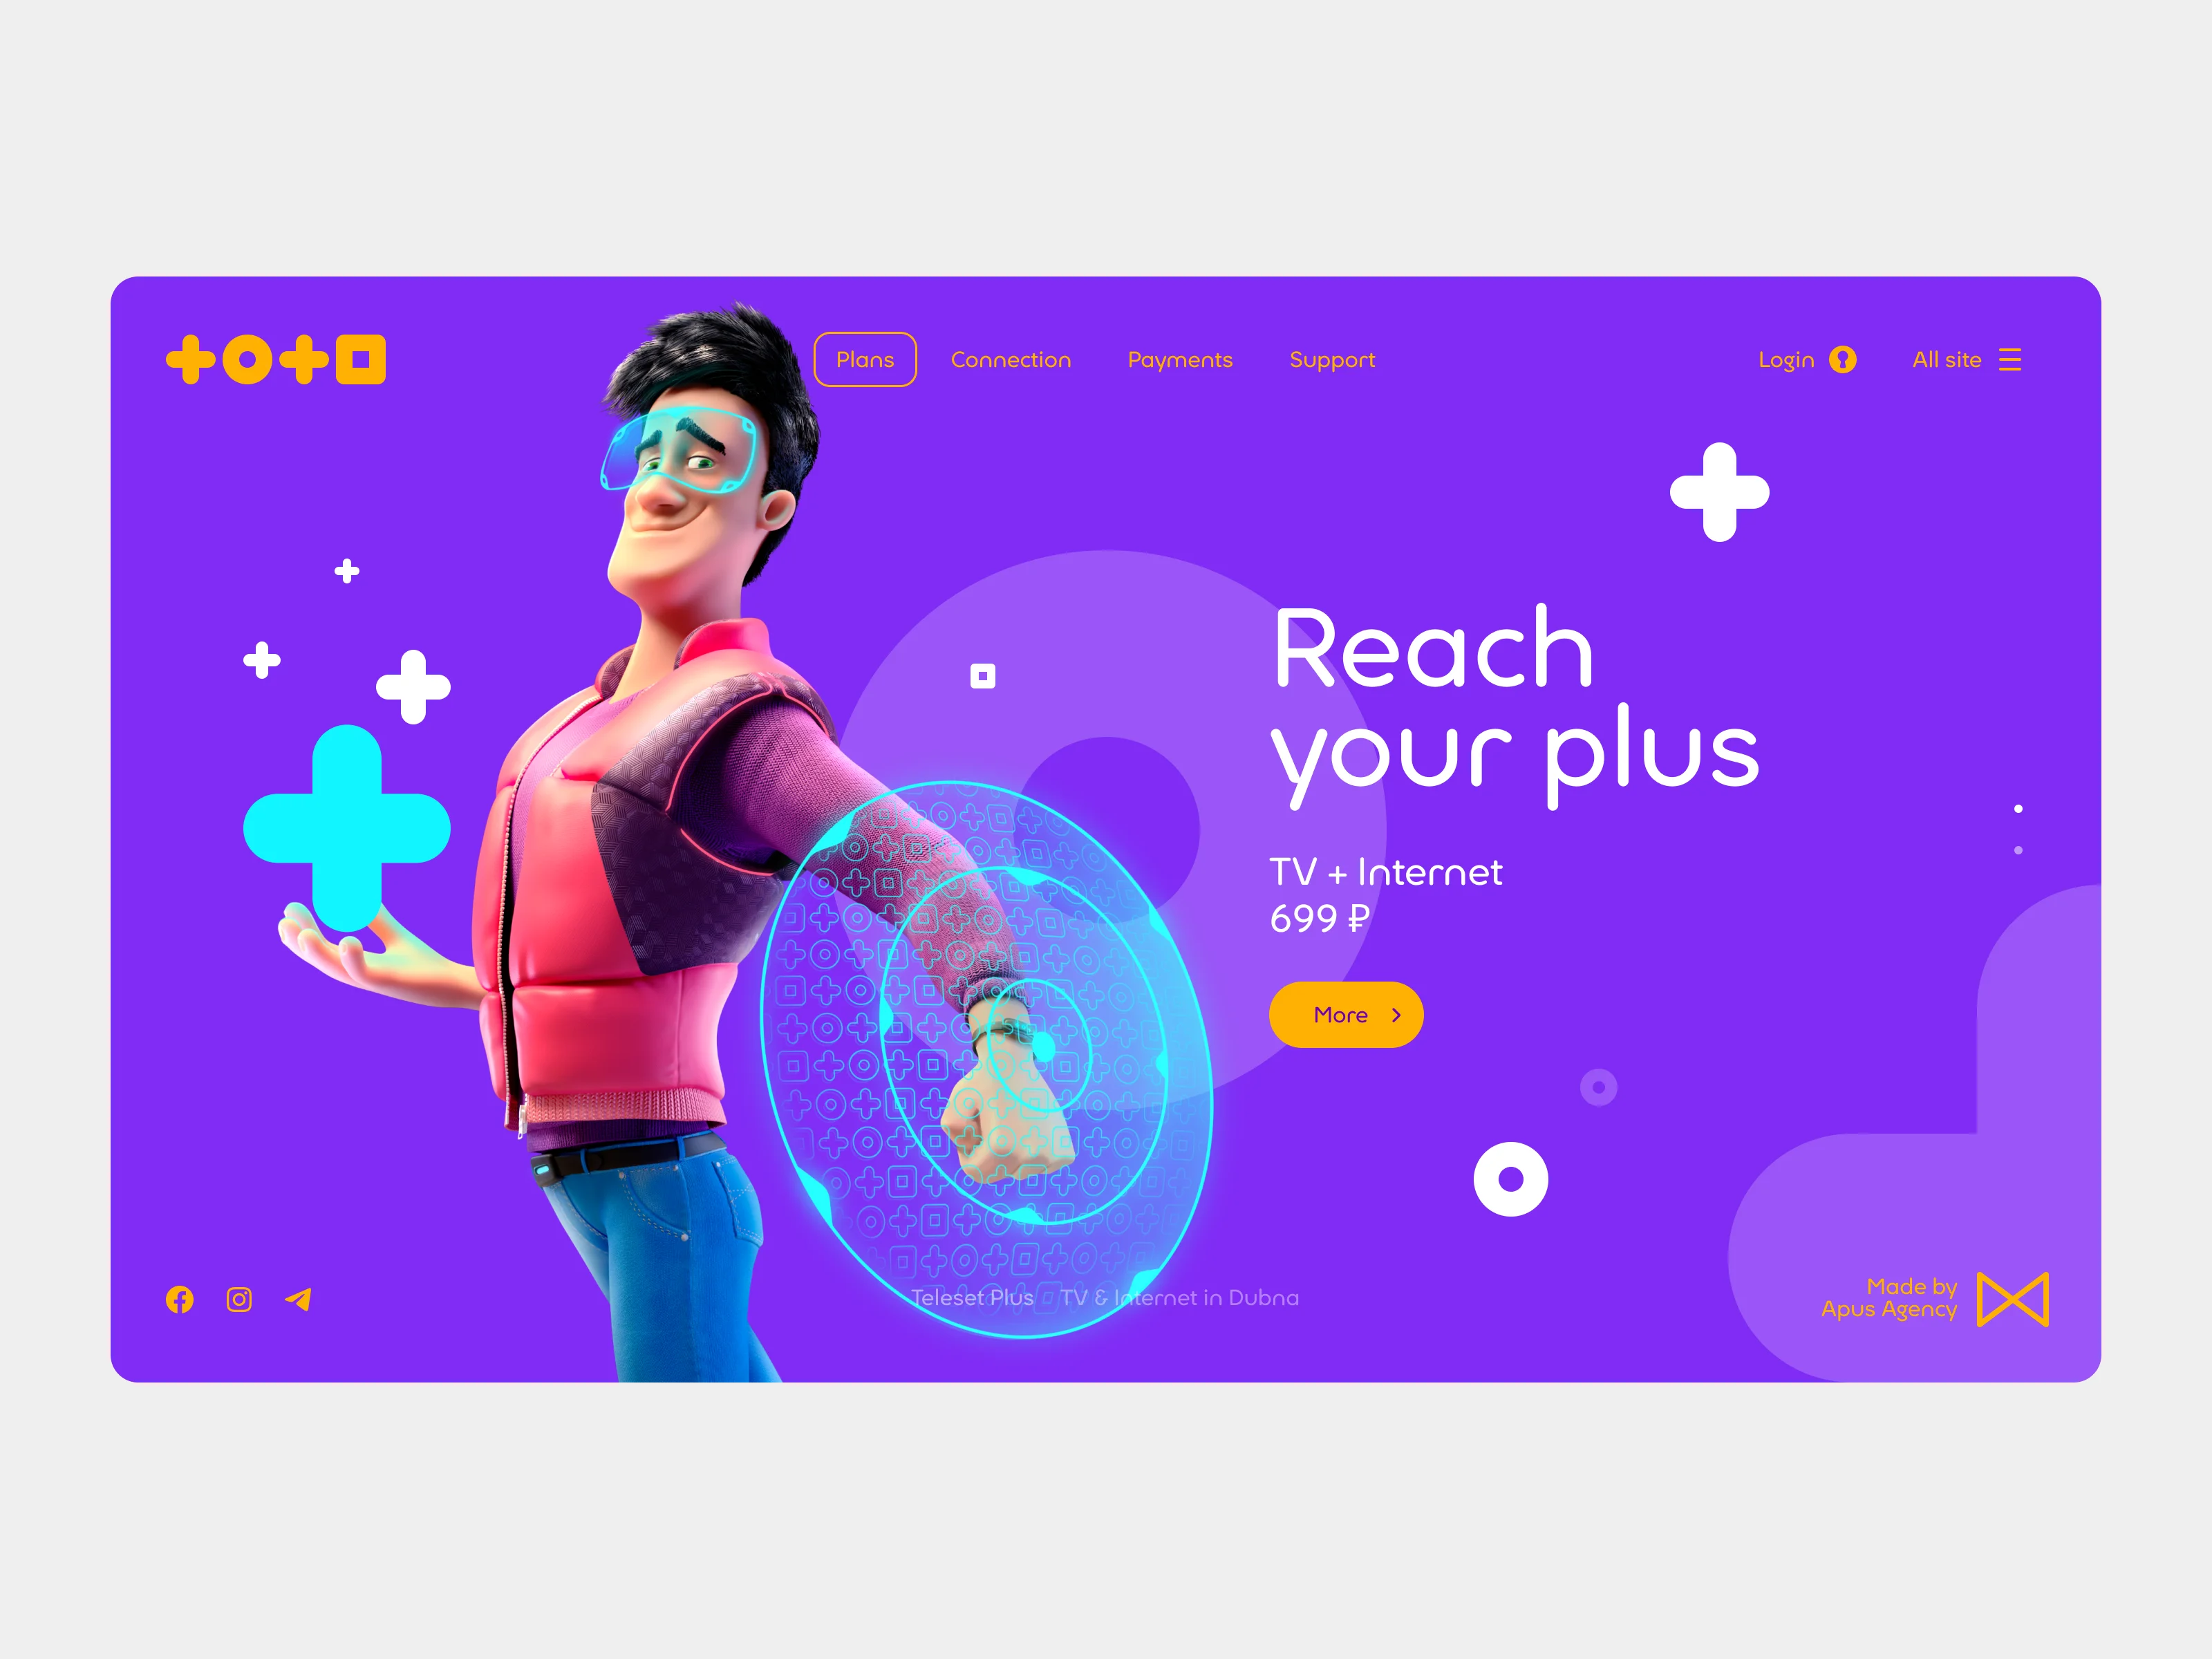 Plans
Connection
Payments
Support
Login
All site
Reach
your plus
TV + Internet
699 ₽
More
Teleset Plus TV & Internet in Dubna
Made by
Apus Agency